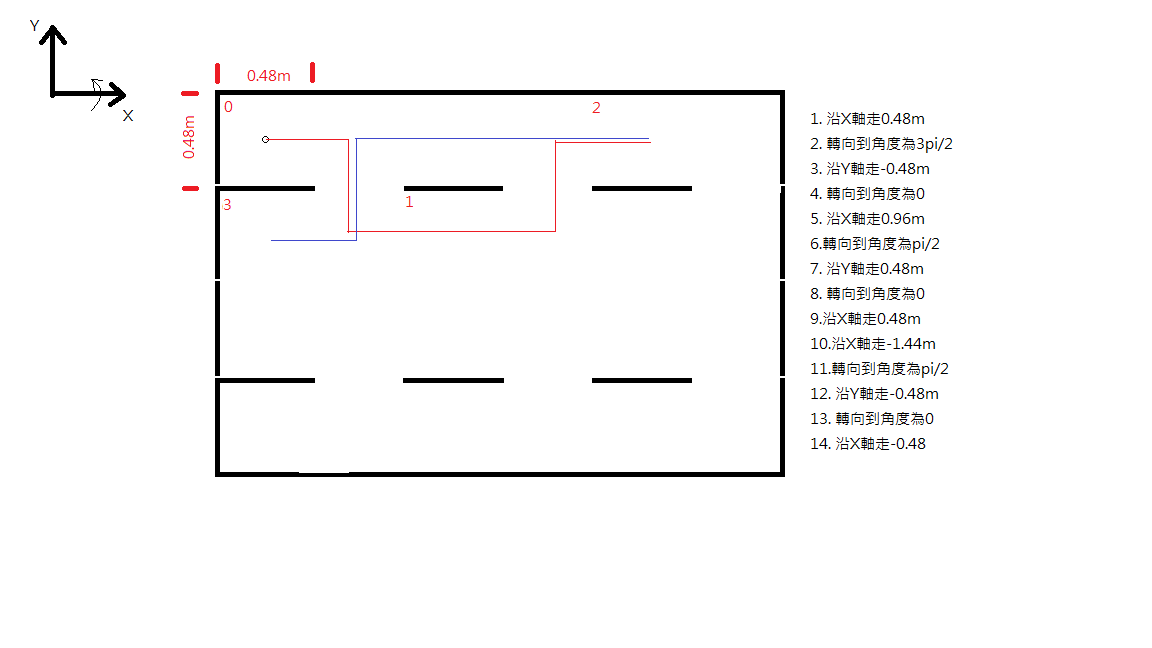 Y
X
0.48m
0.48m
0
2
3
1
1. 沿X軸走0.48m
2. 轉向到角度為3pi/2
3. 沿Y軸走-0.48m
4. 轉向到角度為0
5. 沿X軸走0.96m
6.轉向到角度為pi/2
7. 沿Y軸走0.48m
8. 轉向到角度為0
9.沿X軸走0.48m
10.沿X軸走-1.44m
11.轉向到角度為pi/2
12. 沿Y軸走-0.48m
13. 轉向到角度為0
14. 沿X軸走-0.48